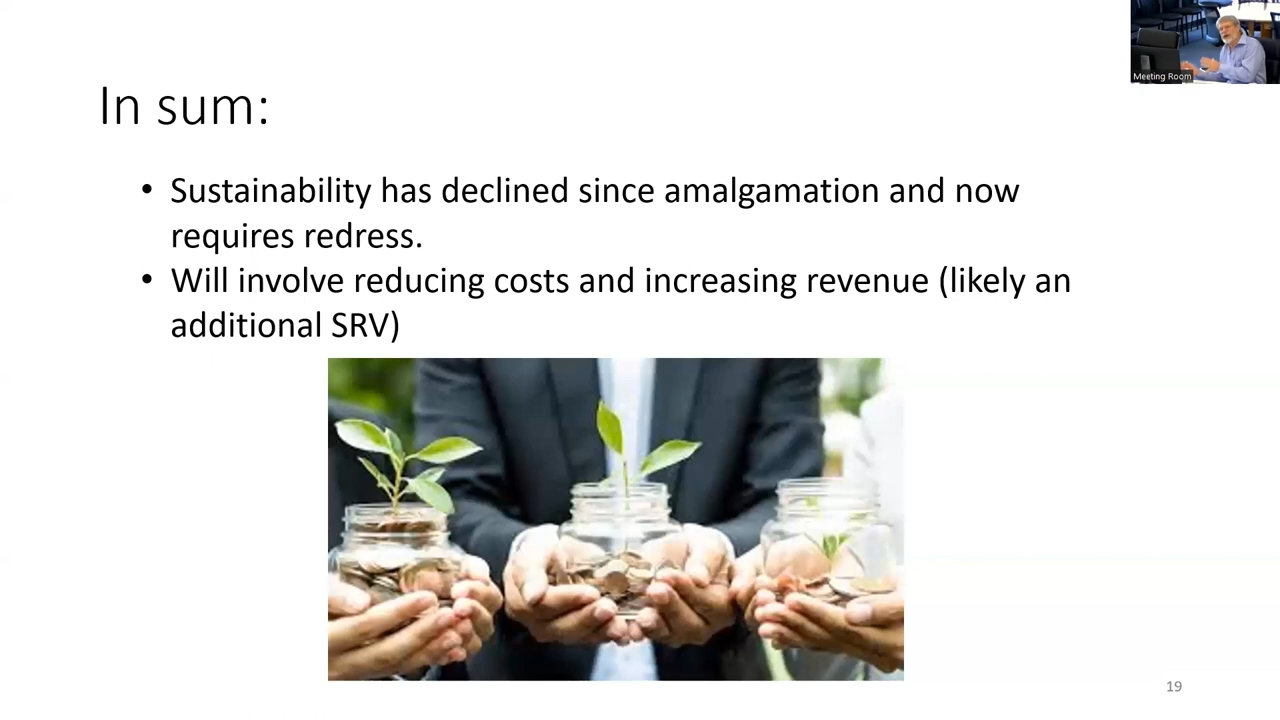 Meeting Room
In sum:
• Sustainability has declined since amalgamation and now
requires redress.
• Will involve reducing costs and increasing revenue (likely an
additional SRV)
19